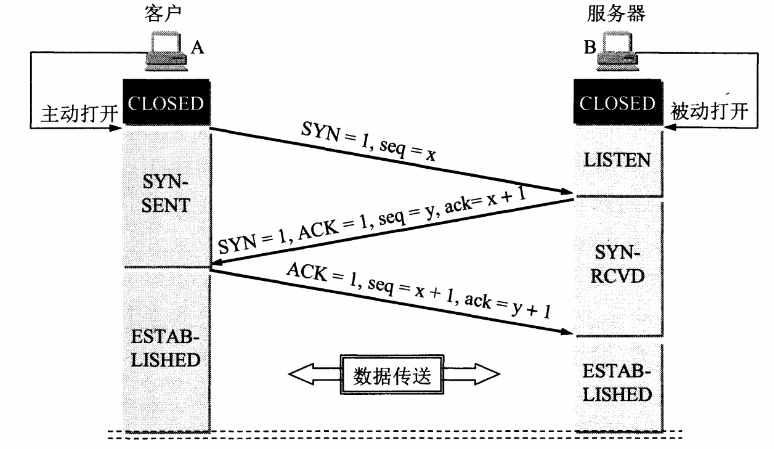 客户
服务器
A
B
CLOSED
CLOSED
主动打开
被动打开
SYN = 1, seq = x
LISTEN
SYN-
SENT
SYN = 1, ACK = 1, seq = y, ack= x + 1
SYN-
RCVD
ACK = 1, seq = x + 1, ack = y + 1
ESTAB-
LISHED
数据传送
ESTAB-
LISHED